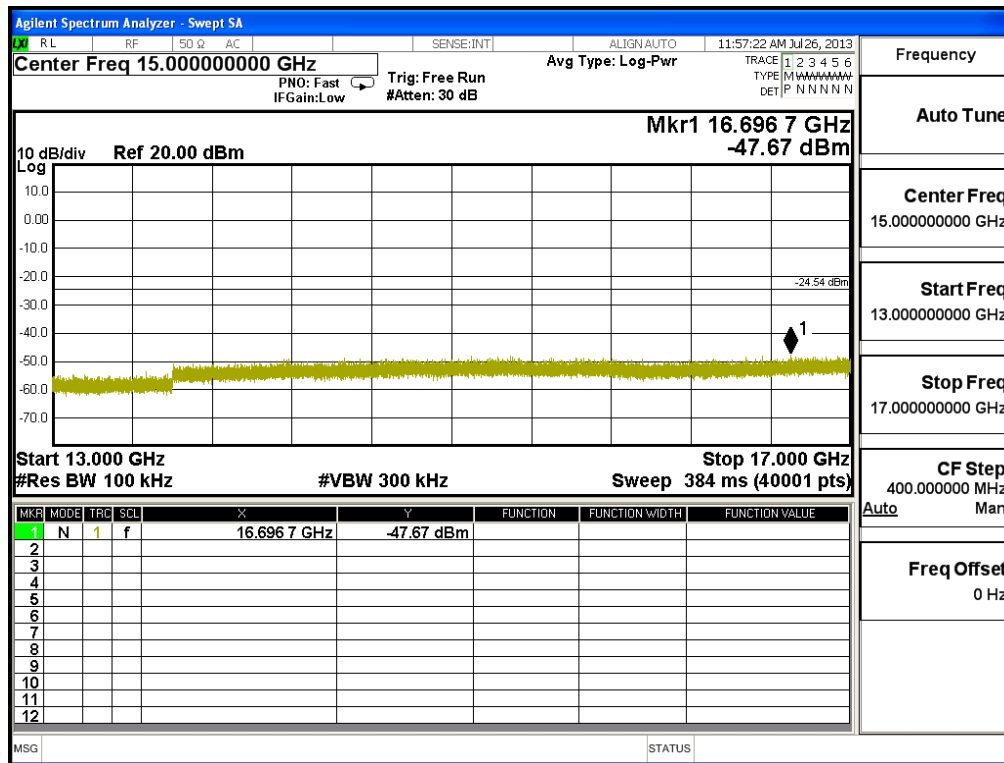 Agilent Spectrum Analyzer - Swept SA
LXI RL RF 50 Ω AC SENSE:INT ALIGN AUTO 11:57:22 AM Jul 26, 2013
Center Freq 15.000000000 GHz
PNO: Fast
IFGain:Low
Trig: Free Run
#Atten: 30 dB
Avg Type: Log-Pwr
TRACE 1 2 3 4 5 6
TYPE M WWWWW
DET P N N N N N
Mkr1 16.696 7 GHz
-47.67 dBm
10 dB/div Ref 20.00 dBm
Log
10.0
0.00
-10.0
-20.0
-24.54 dBm
-30.0
-40.0
1
-50.0
-60.0
-70.0
Start 13.000 GHz Stop 17.000 GHz
#Res BW 100 kHz #VBW 300 kHz Sweep 384 ms (40001 pts)
MKR MODE TRC SCL X Y FUNCTION FUNCTION WIDTH FUNCTION VALUE
1 N 1 f 16.696 7 GHz -47.67 dBm
2
3
4
5
6
7
8
9
10
11
12
MSG STATUS
Frequency
Auto Tune
Center Freq
15.000000000 GHz
Start Freq
13.000000000 GHz
Stop Freq
17.000000000 GHz
CF Step
400.000000 MHz
Auto Man
Freq Offset
0 Hz